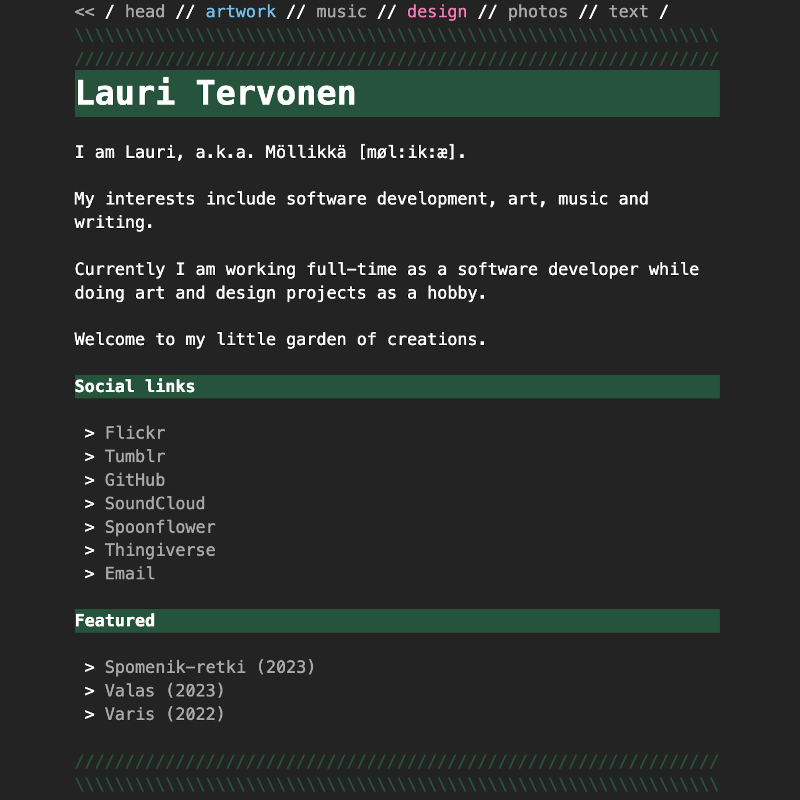 << / head // artwork // music // design // photos // text /
\\\\\\\\\\\\\\\\\\\\\\\\\\\\\\\\\\\\\\\\\\\\\\\\\\\\\\\\\\\\\\\\
////////////////////////////////////////////////////////////////
Lauri Tervonen
I am Lauri, a.k.a. Möllikkä [møl:ik:æ].
My interests include software development, art, music and
writing.
Currently I am working full-time as a software developer while
doing art and design projects as a hobby.
Welcome to my little garden of creations.
Social links
> Flickr
> Tumblr
> GitHub
> SoundCloud
> Spoonflower
> Thingiverse
> Email
Featured
> Spomenik-retki (2023)
> Valas (2023)
> Varis (2022)
////////////////////////////////////////////////////////////////
\\\\\\\\\\\\\\\\\\\\\\\\\\\\\\\\\\\\\\\\\\\\\\\\\\\\\\\\\\\\\\\\